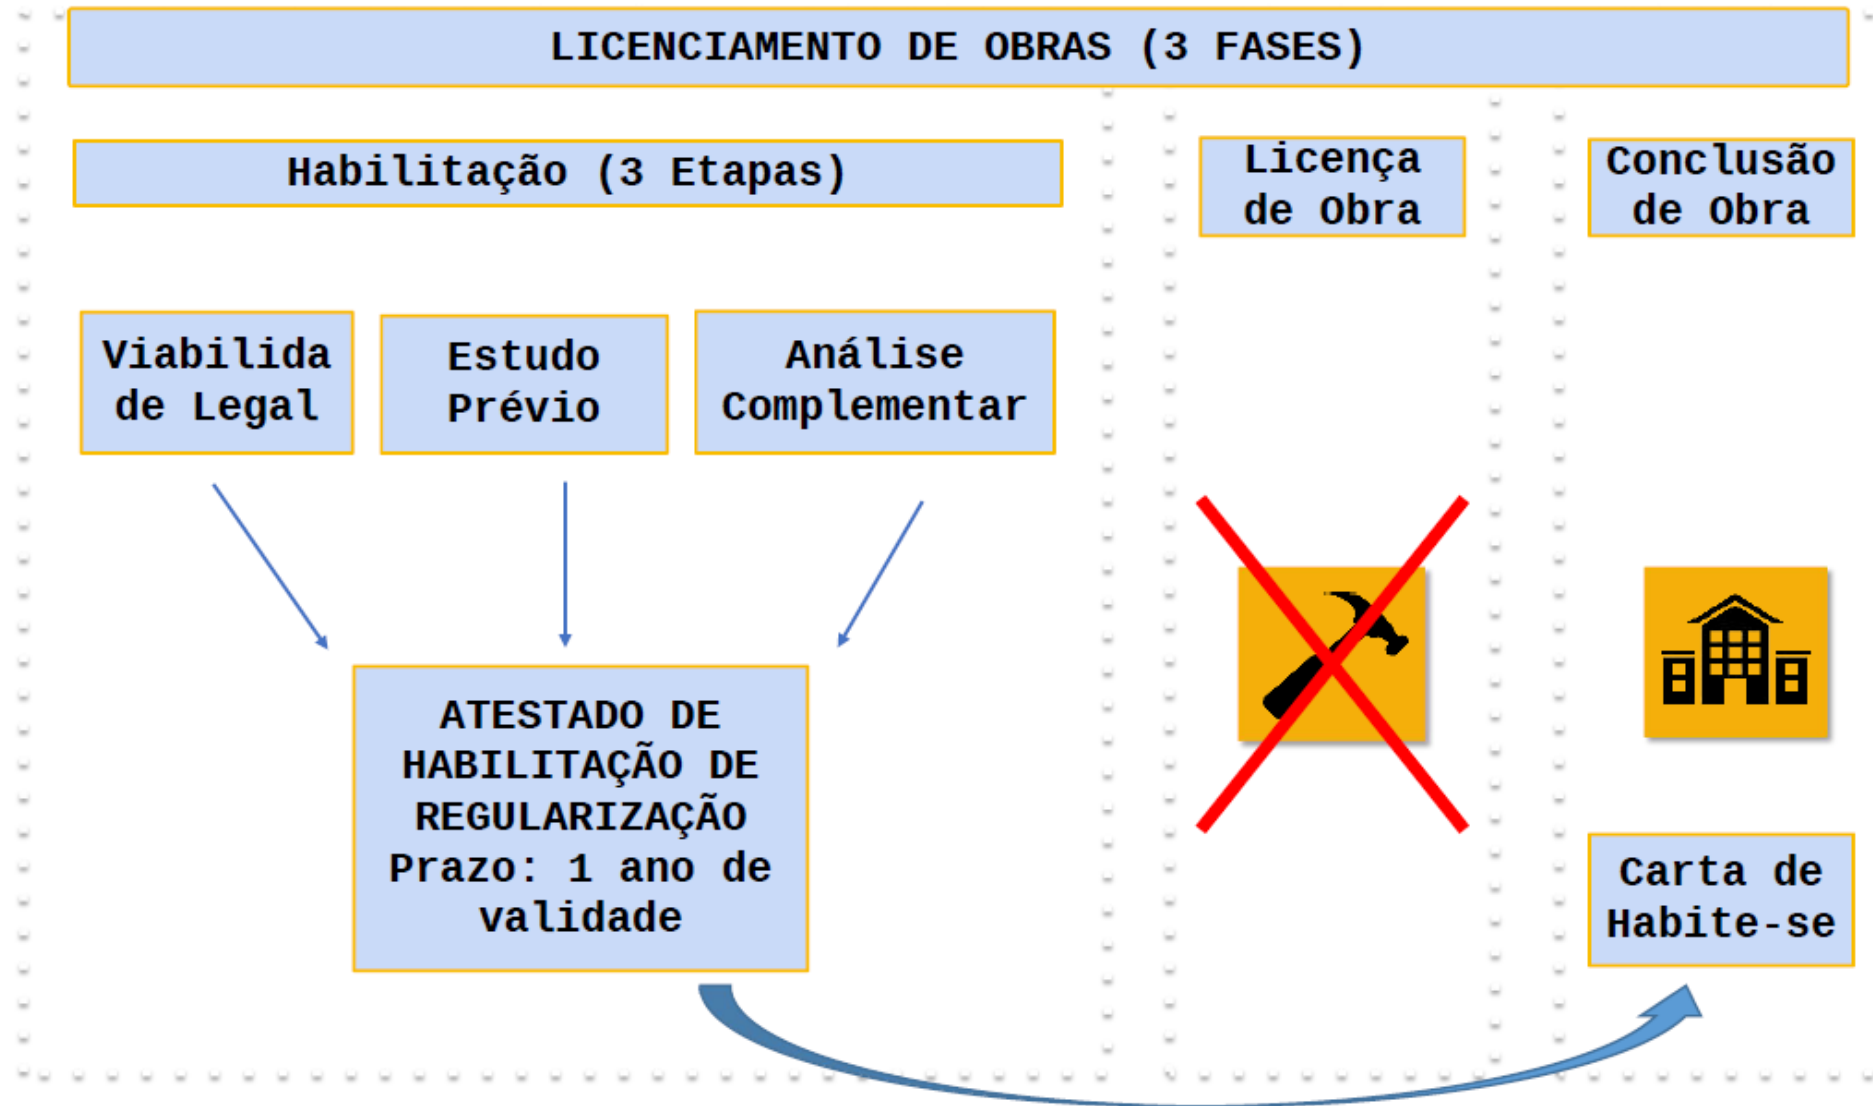 LICENCIAMENTO DE OBRAS (3 FASES)
Habilitação (3 Etapas)
Licença
de Obra
Conclusão
de Obra
Viabilida
de Legal
Estudo
Prévio
Análise
Complementar
ATESTADO DE
HABILITAÇÃO DE
REGULARIZAÇÃO
Prazo: 1 ano de
validade
Carta de
Habite-se